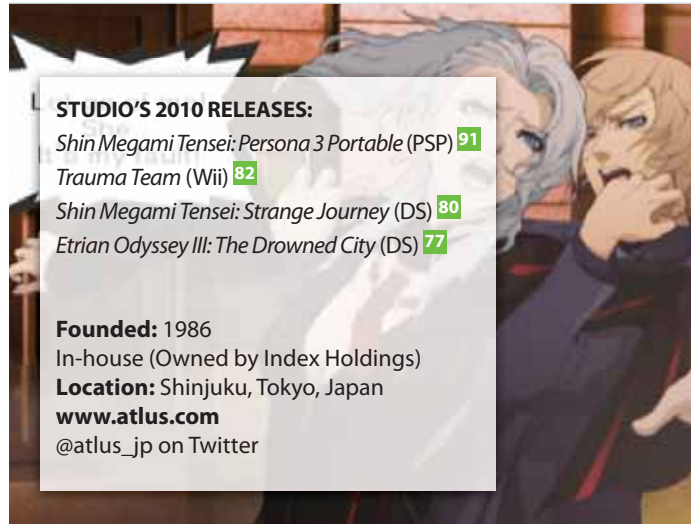 STUDIO'S 2010 RELEASES:
Shin Megami Tensei: Persona 3 Portable (PSP) 91
Trauma Team (Wii) 82
Shin Megami Tensei: Strange Journey (DS) 80
Etrian Odyssey III: The Drowned City (DS) 77
Founded: 1986
In-house (Owned by Index Holdings)
Location: Shinjuku, Tokyo, Japan
www.atlus.com
@atlus_jp on Twitter